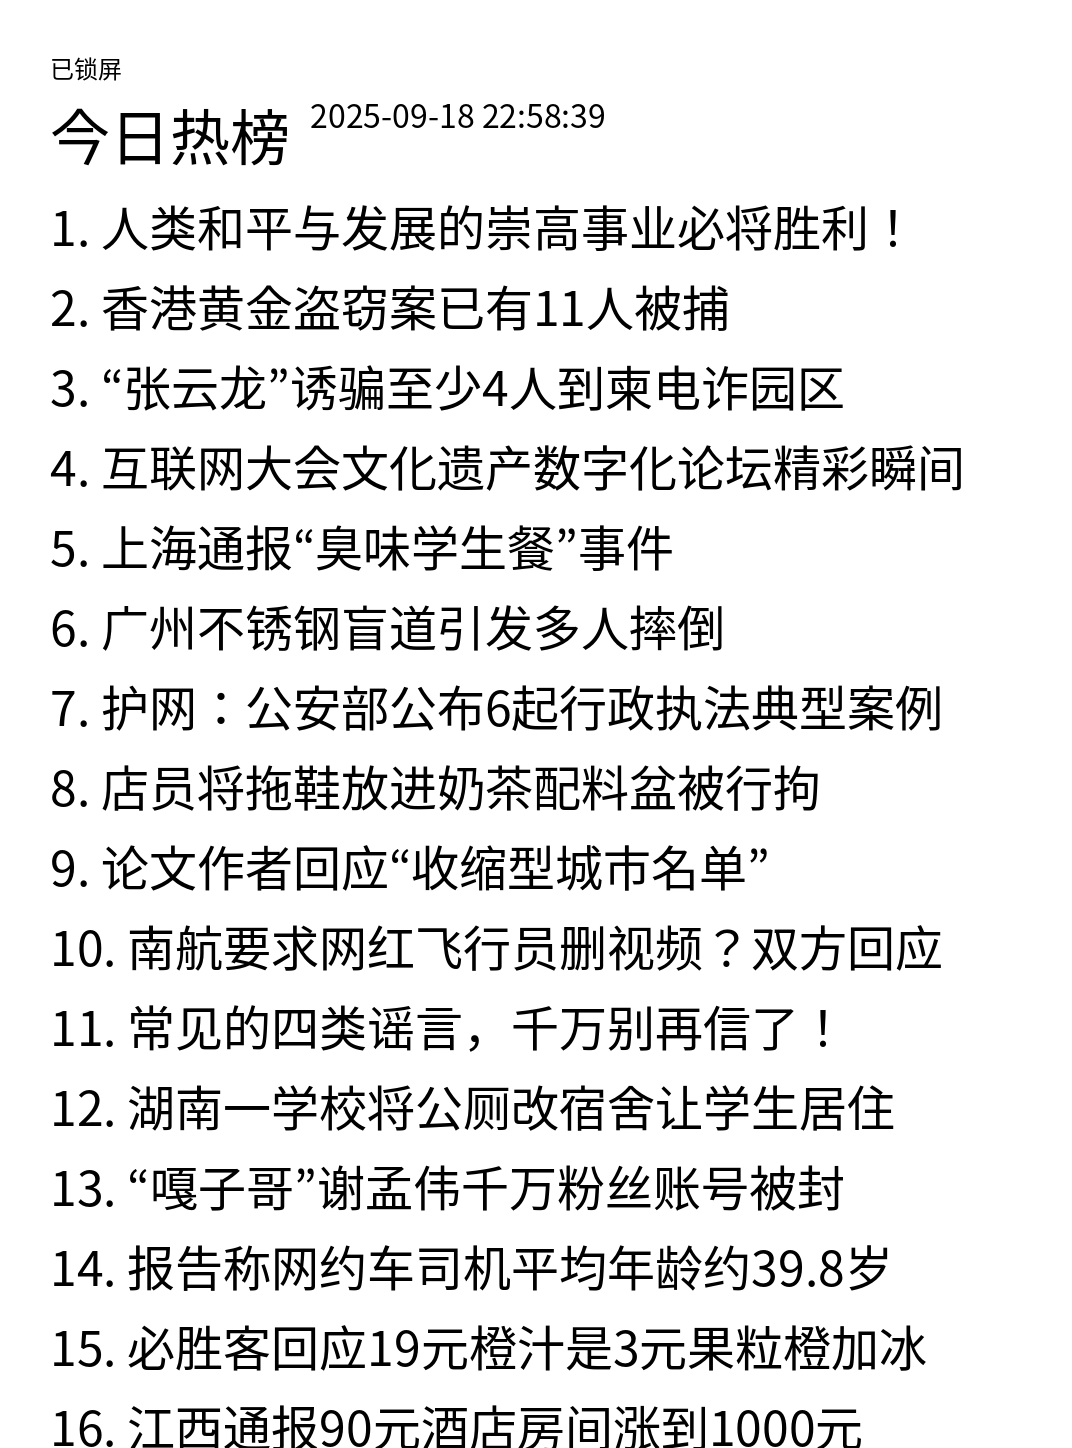 已锁屏
今日热榜 2025-09-18 22:58:39
1. 人类和平与发展的崇高事业必将胜利！
2. 香港黄金盗窃案已有11人被捕
3. “张云龙”诱骗至少4人到柬电诈园区
4. 互联网大会文化遗产数字化论坛精彩瞬间
5. 上海通报“臭味学生餐”事件
6. 广州不锈钢盲道引发多人摔倒
7. 护网：公安部公布6起行政执法典型案例
8. 店员将拖鞋放进奶茶配料盆被行拘
9. 论文作者回应“收缩型城市名单”
10. 南航要求网红飞行员删视频？双方回应
11. 常见的四类谣言，千万别再信了！
12. 湖南一学校将公厕改宿舍让学生居住
13. “嘎子哥”谢孟伟千万粉丝账号被封
14. 报告称网约车司机平均年龄约39.8岁
15. 必胜客回应19元橙汁是3元果粒橙加冰
16. 江西通报90元酒店房间涨到1000元